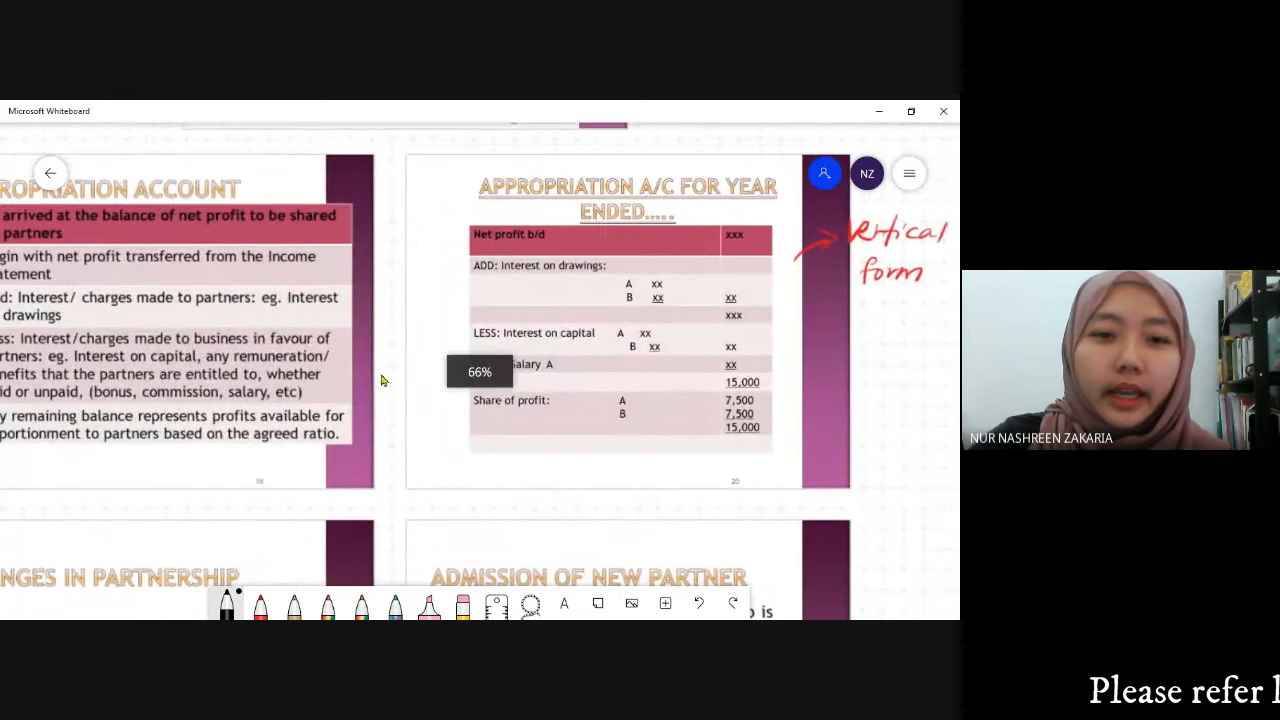 Microsoft Whiteboard
ROPRIATION ACCOUNT
arrived at the balance of net profit to be shared
partners
gin with net profit transferred from the Income
atement
d: Interest/ charges made to partners: eg. Interest
drawings
ss: Interest/charges made to business in favour of
rtners: eg. Interest on capital, any remuneration/
nefits that the partners are entitled to, whether
id or unpaid, (bonus, commission, salary, etc)
y remaining balance represents profits available for
portionment to partners based on the agreed ratio.
18
APPROPRIATION A/C FOR YEAR
ENDED.....
Net profit b/d xxx
ADD: Interest on drawings:
A xx
B xx xx
xxx
LESS: Interest on capital A xx
B xx xx
Salary A xx
15,000
Share of profit: A 7,500
B 7,500
15,000
20
NZ
Vertical
form
66%
NGES IN PARTNERSHIP
ADMISSION OF NEW PARTNER
is
A
NUR NASHREEN ZAKARIA
Please refer